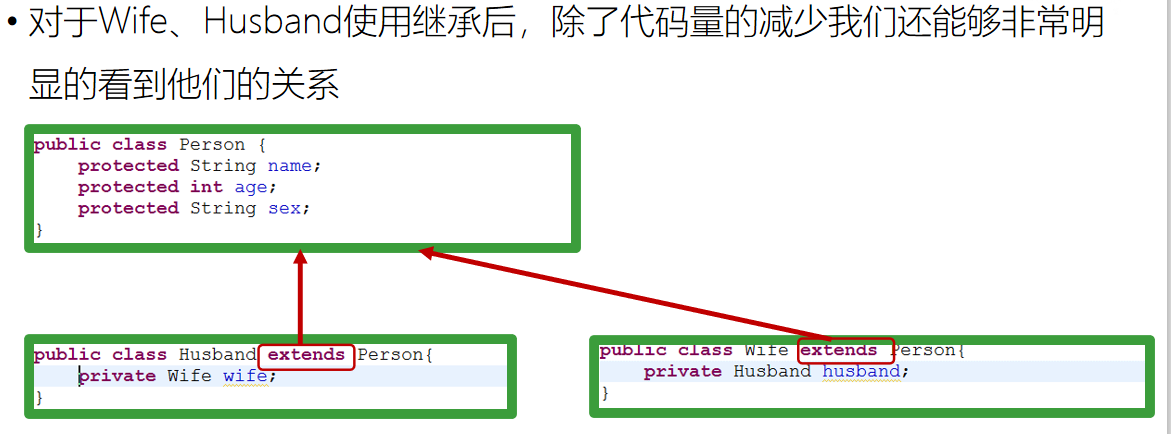 • 对于Wife、Husband使用继承后，除了代码量的减少我们还能够非常明
显的看到他们的关系
public class Person {
protected String name;
protected int age;
protected String sex;
}
public class Husband extends Person{
private Wife wife;
}
public class Wife extends Person{
private Husband husband;
}